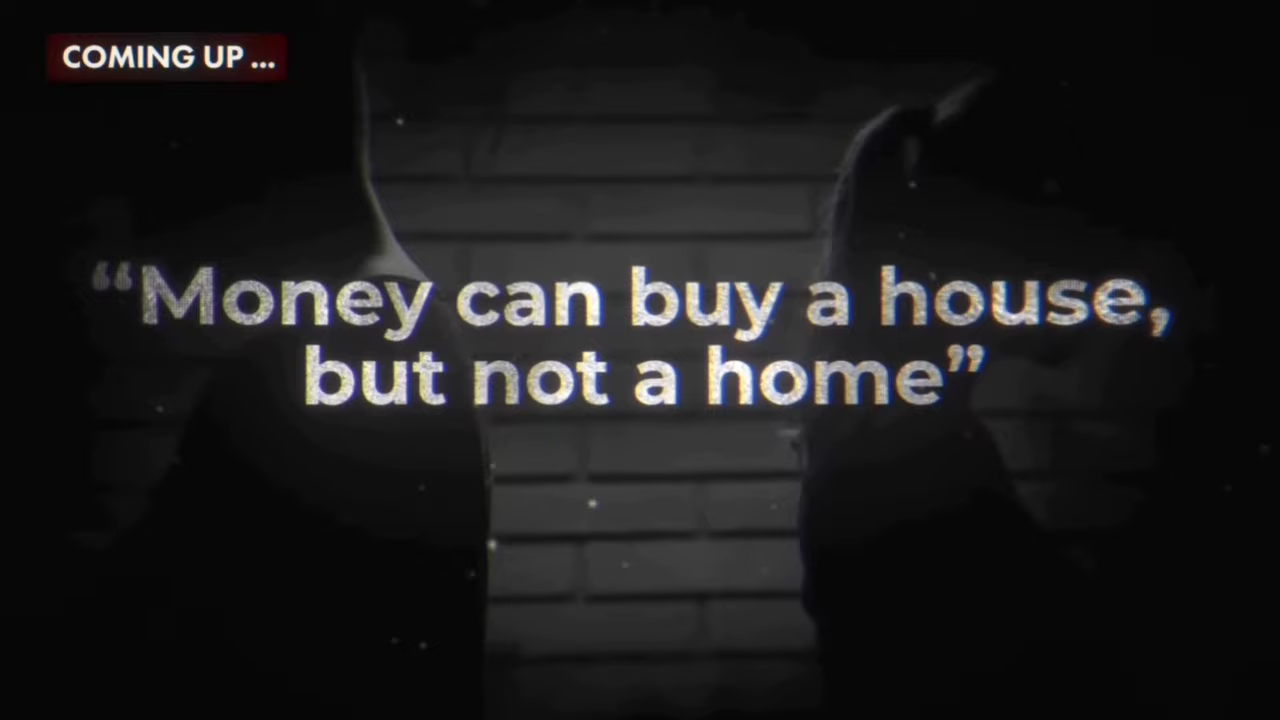 COMING UP ...
“Money can buy a house,
but not a home”